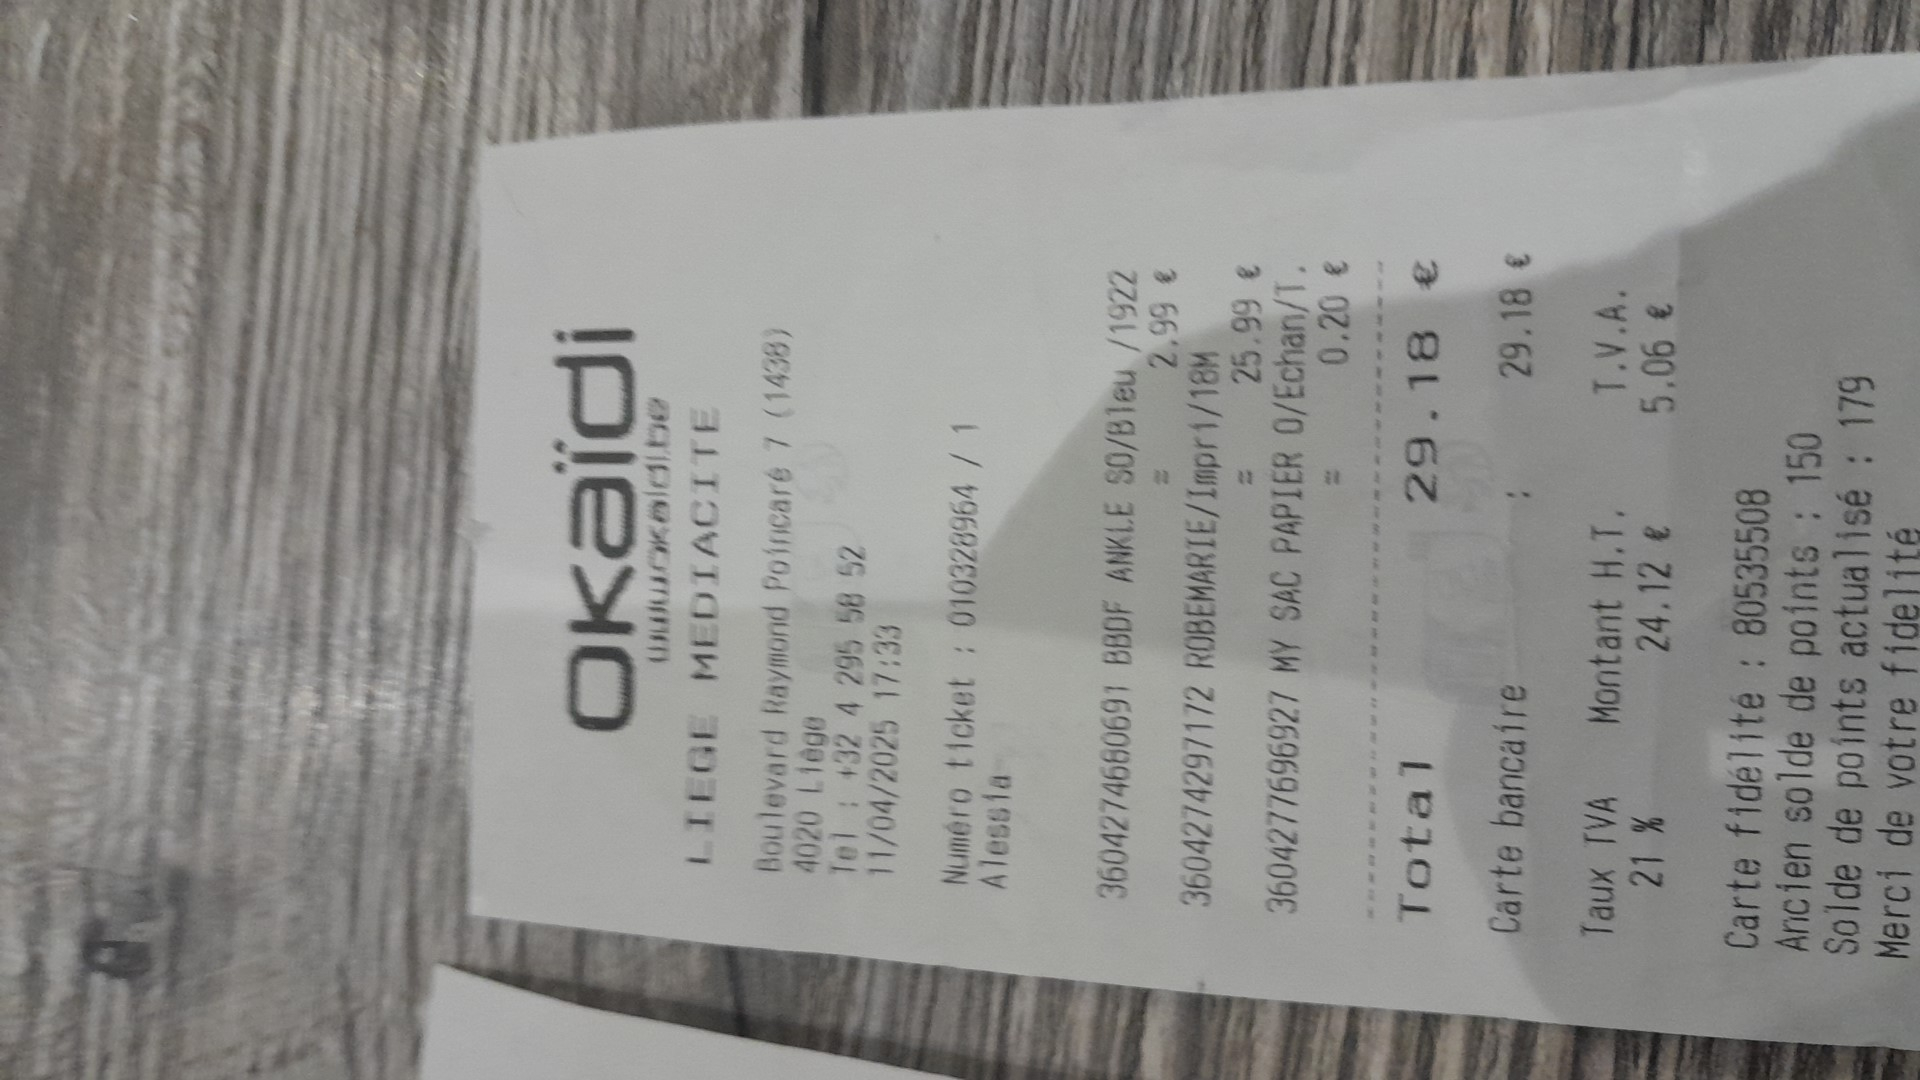 OKaïdi
www.okaidi.be
LIEGE MEDIACITE
Boulevard Raymond Poincaré 7 (1438)
4020 Liège
Tel : +32 4 295 58 52
11/04/2025 17:33
Numéro ticket : 0103328964 / 1
Alessia
3604274680691 BBDF ANKLE SO/Bleu /1922
= 2.99 €
3604274297172 ROBEMARIE/Impri/18M
= 25.99 €
3604277696927 MY SAC PAPIER O/Echan/T.
= 0.20 €
Total 29.18 €
Carte bancaire : 29.18 €
Taux TVA Montant H.T. T.V.A.
21 % 24.12 € 5.06 €
Carte fidélité : 80535508
Ancien solde de points : 150
Solde de points actualisé : 179
Merci de votre fidélité